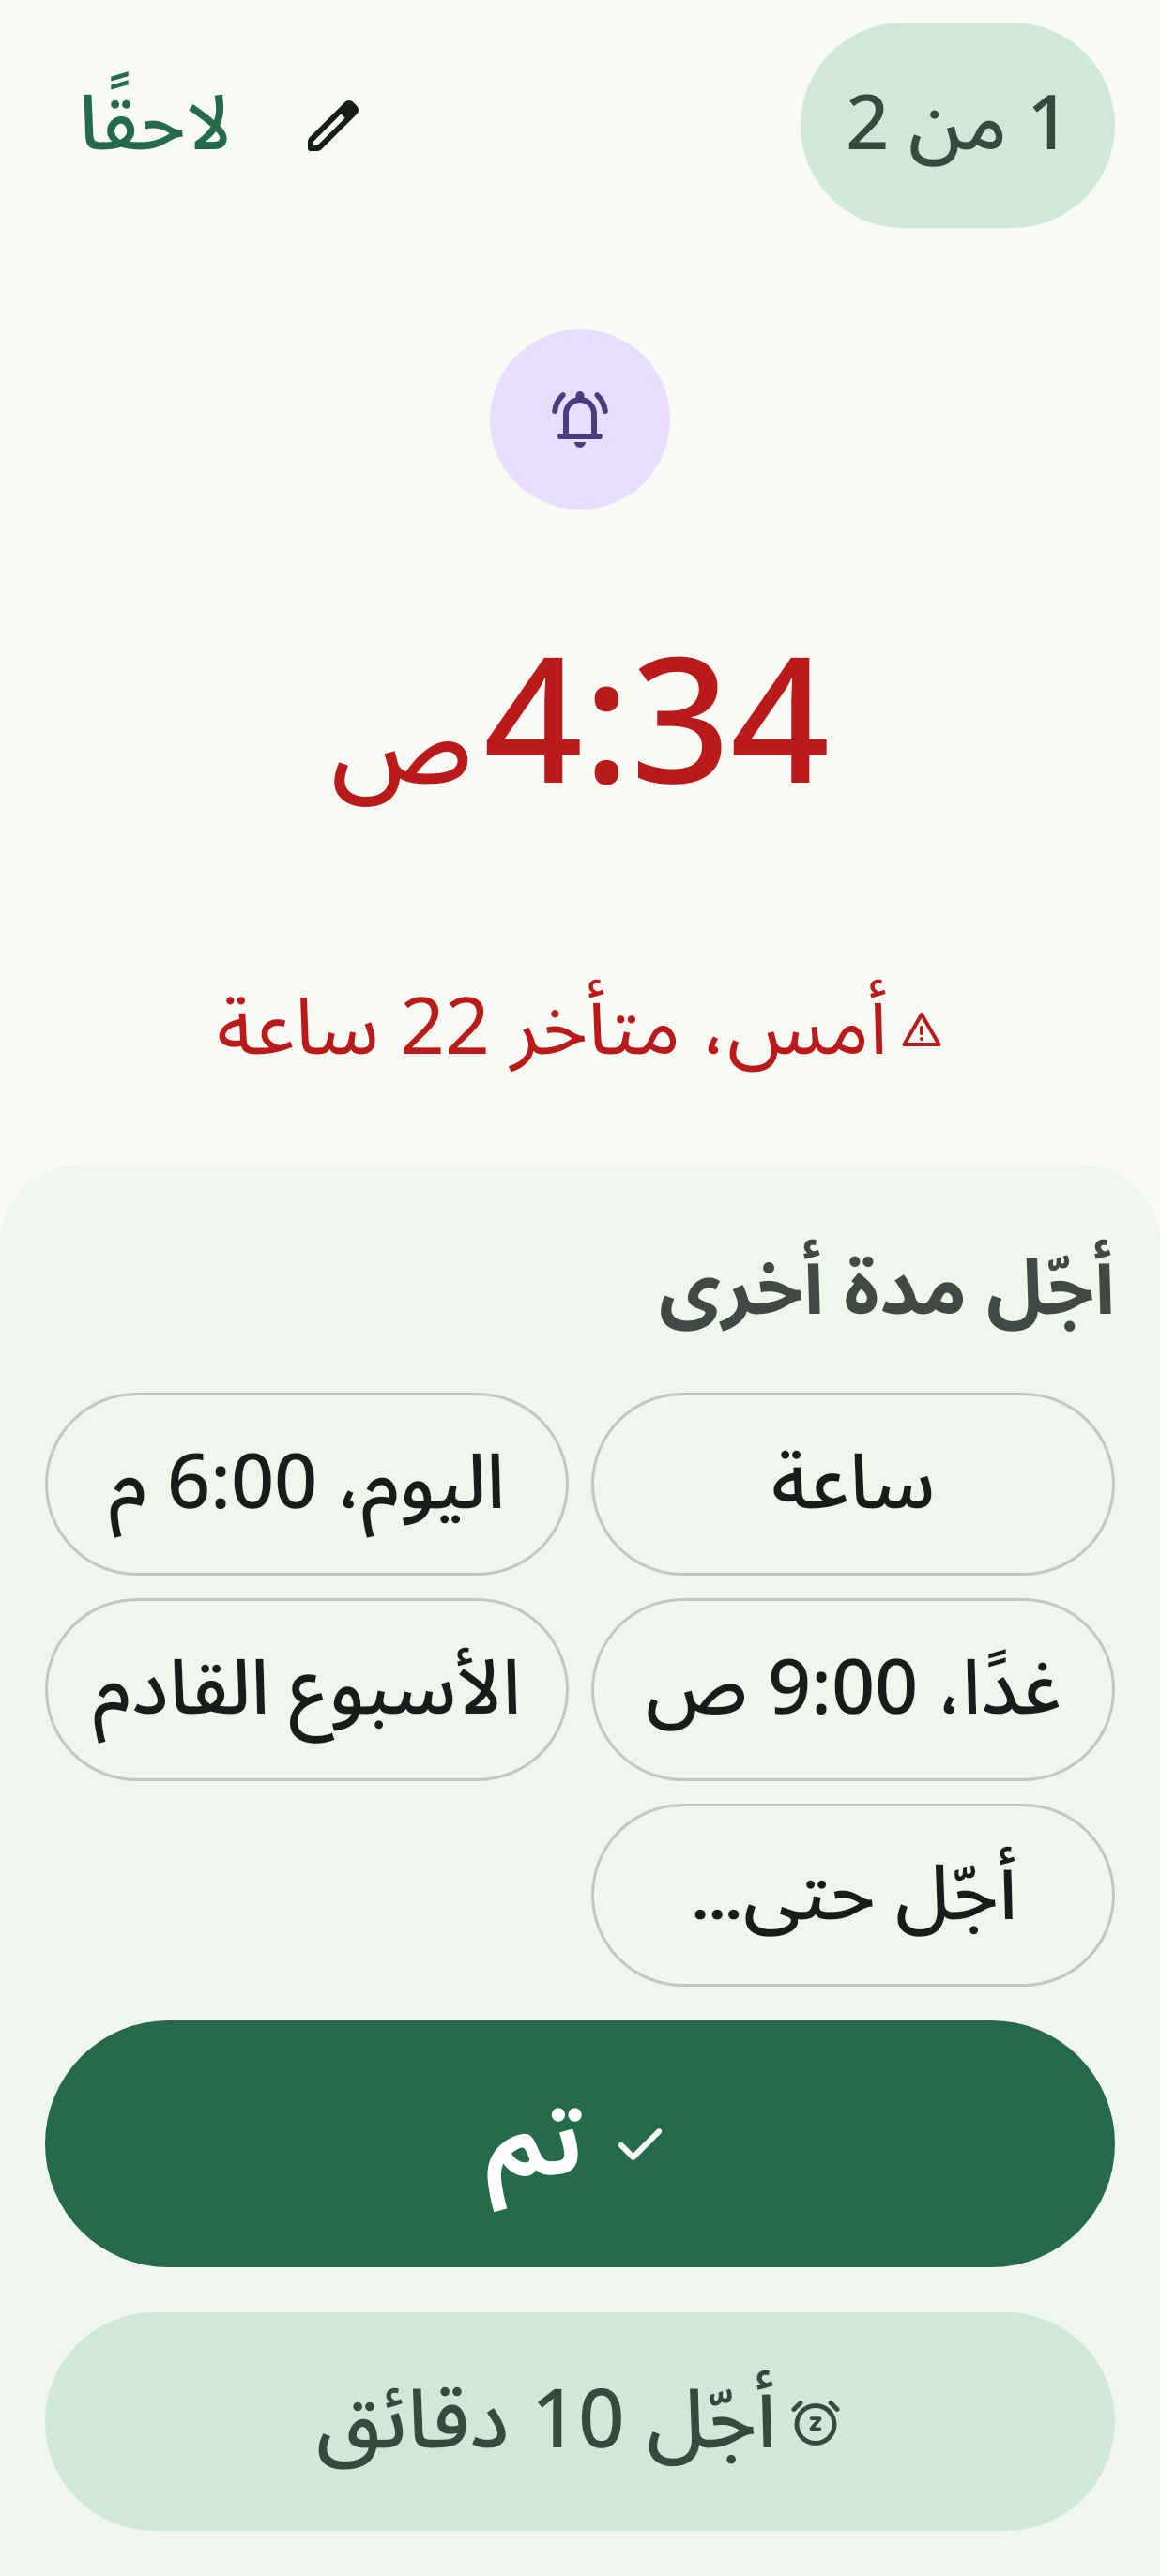 1 من 2
لاحقًا
4:34 ص
أمس، متأخر 22 ساعة
أجّل مدة أخرى
ساعة
اليوم، 6:00 م
غدًا، 9:00 ص
الأسبوع القادم
أجّل حتى...
تم
أجّل 10 دقائق